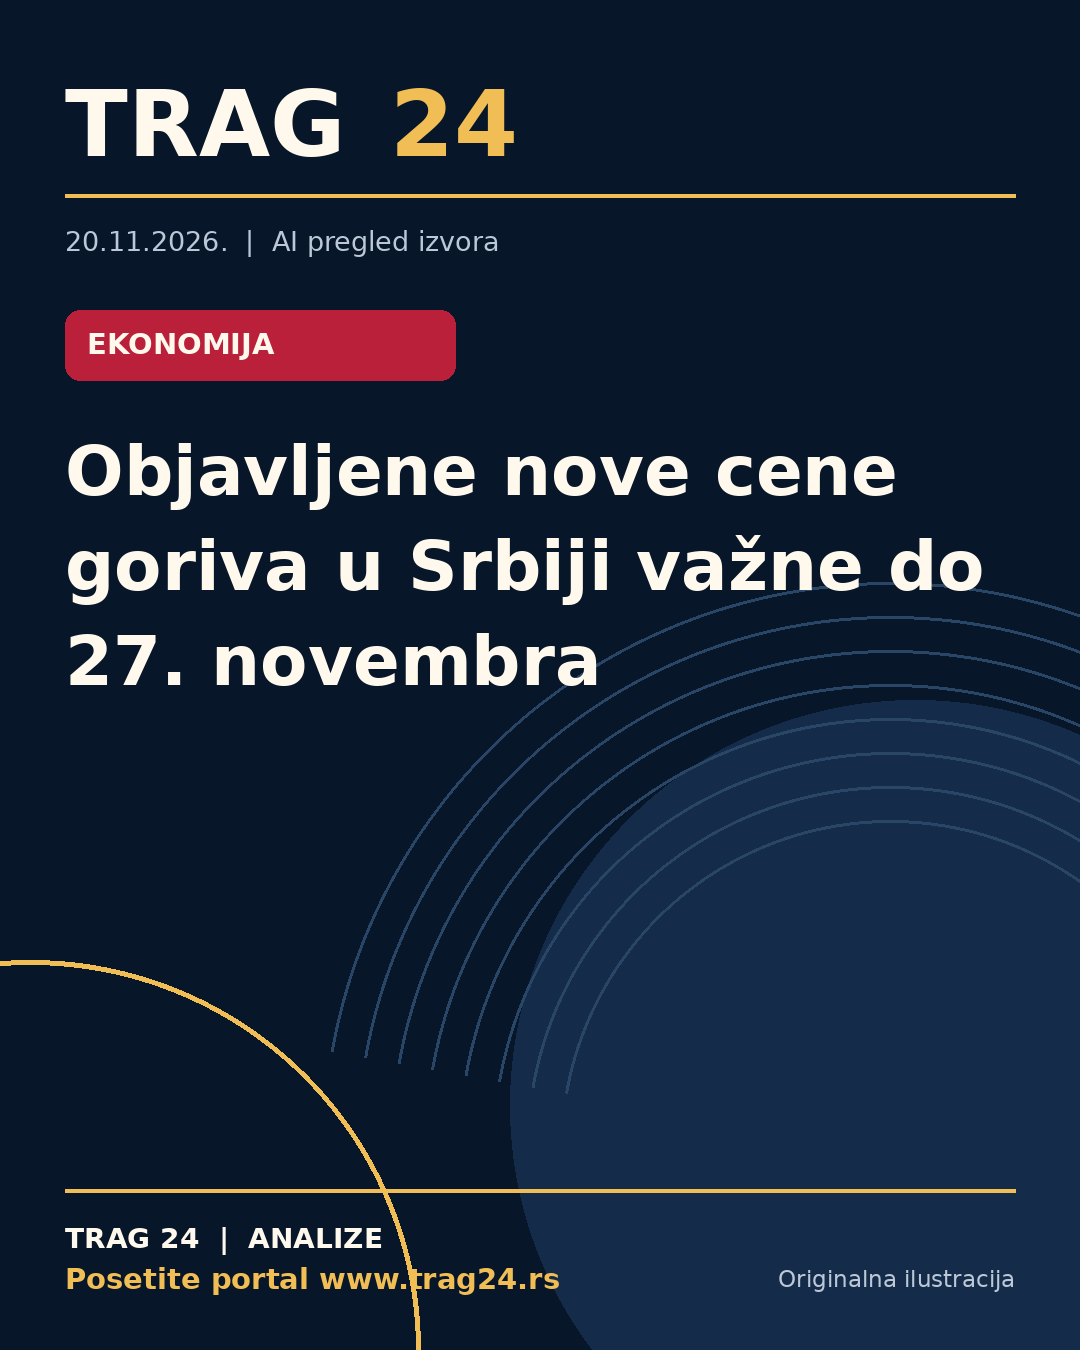 TRAG 24
20.11.2026. | AI pregled izvora
EKONOMIJA
Objavljene nove cene
goriva u Srbiji važne do
27. novembra
TRAG 24 | ANALIZE
Posetite portal www.trag24.rs
Originalna ilustracija